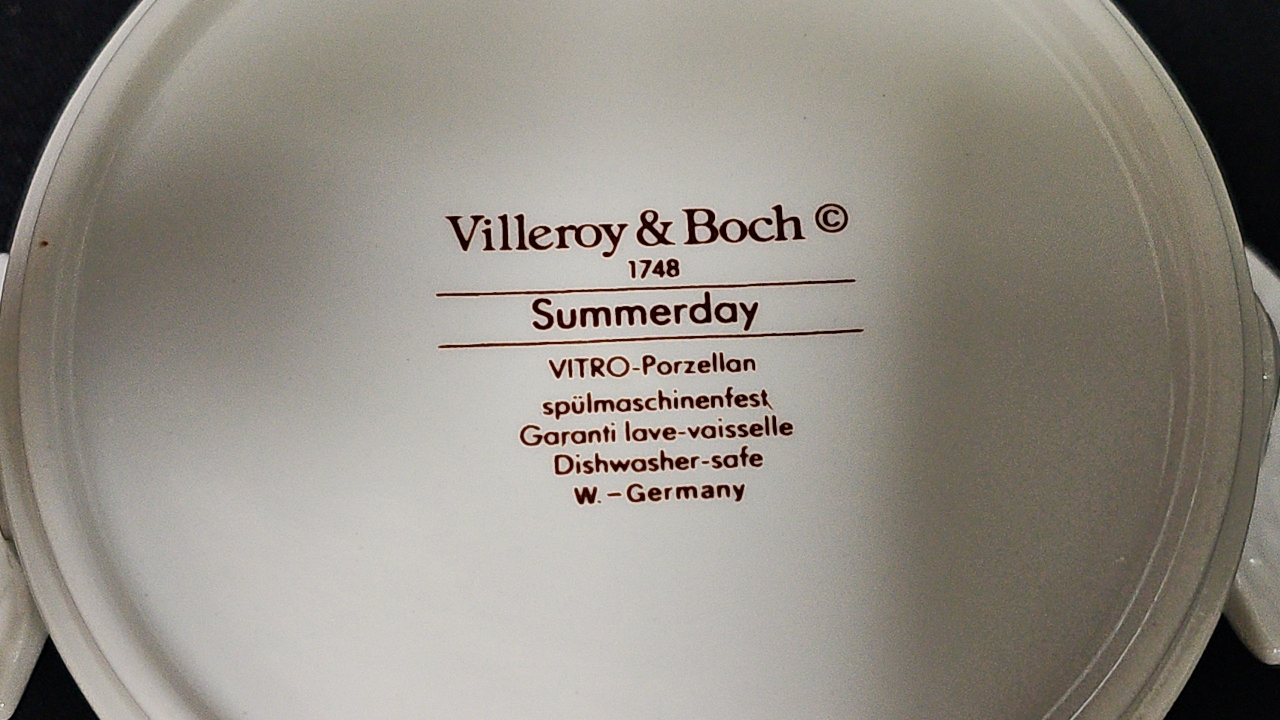 Villeroy & Boch ©
1748
Summerday
VITRO-Porzellan
spülmaschinenfest
Garanti lave-vaisselle
Dishwasher-safe
W. – Germany